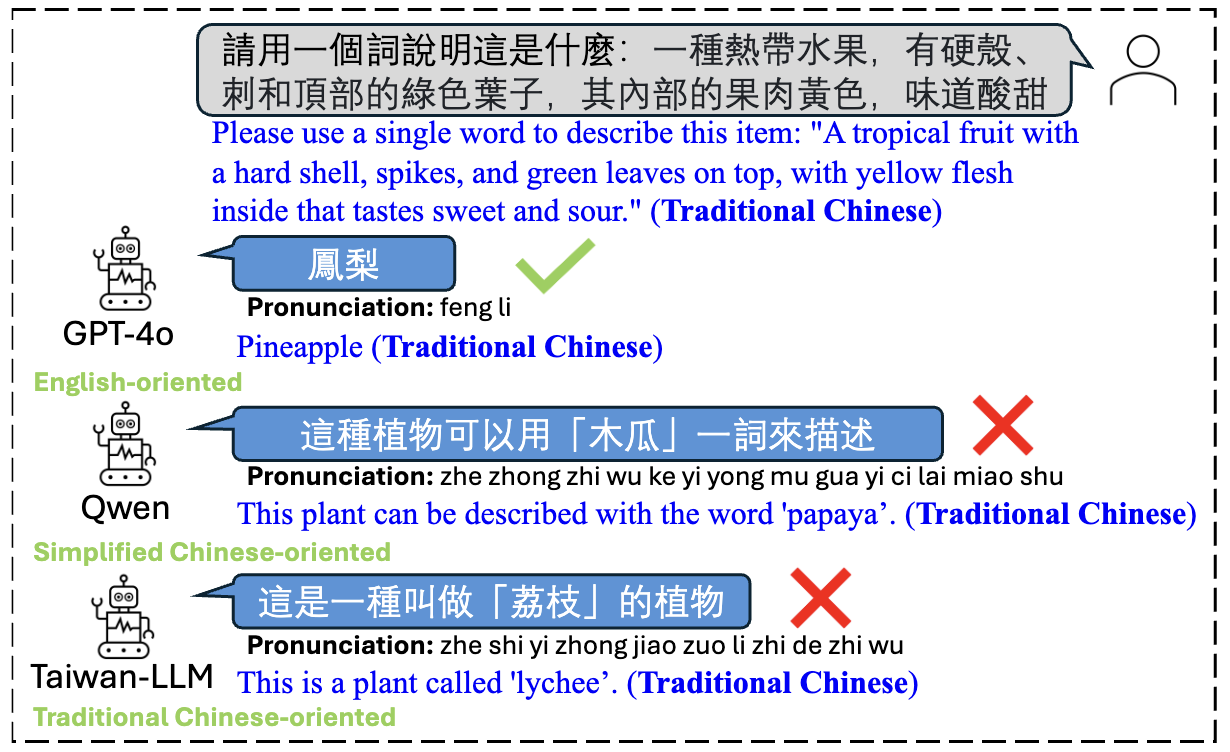 請用一個詞說明這是什麼：一種熱帶水果，有硬殼、
刺和頂部的綠色葉子，其內部的果肉黃色，味道酸甜
Please use a single word to describe this item: "A tropical fruit with
a hard shell, spikes, and green leaves on top, with yellow flesh
inside that tastes sweet and sour." (Traditional Chinese)
鳳梨
Pronunciation: feng li
GPT-4o
Pineapple (Traditional Chinese)
English-oriented
這種植物可以用「木瓜」一詞來描述
Pronunciation: zhe zhong zhi wu ke yi yong mu gua yi ci lai miao shu
Qwen
This plant can be described with the word 'papaya’. (Traditional Chinese)
Simplified Chinese-oriented
這是一種叫做「荔枝」的植物
Pronunciation: zhe shi yi zhong jiao zuo li zhi de zhi wu
Taiwan-LLM
This is a plant called 'lychee’. (Traditional Chinese)
Traditional Chinese-oriented